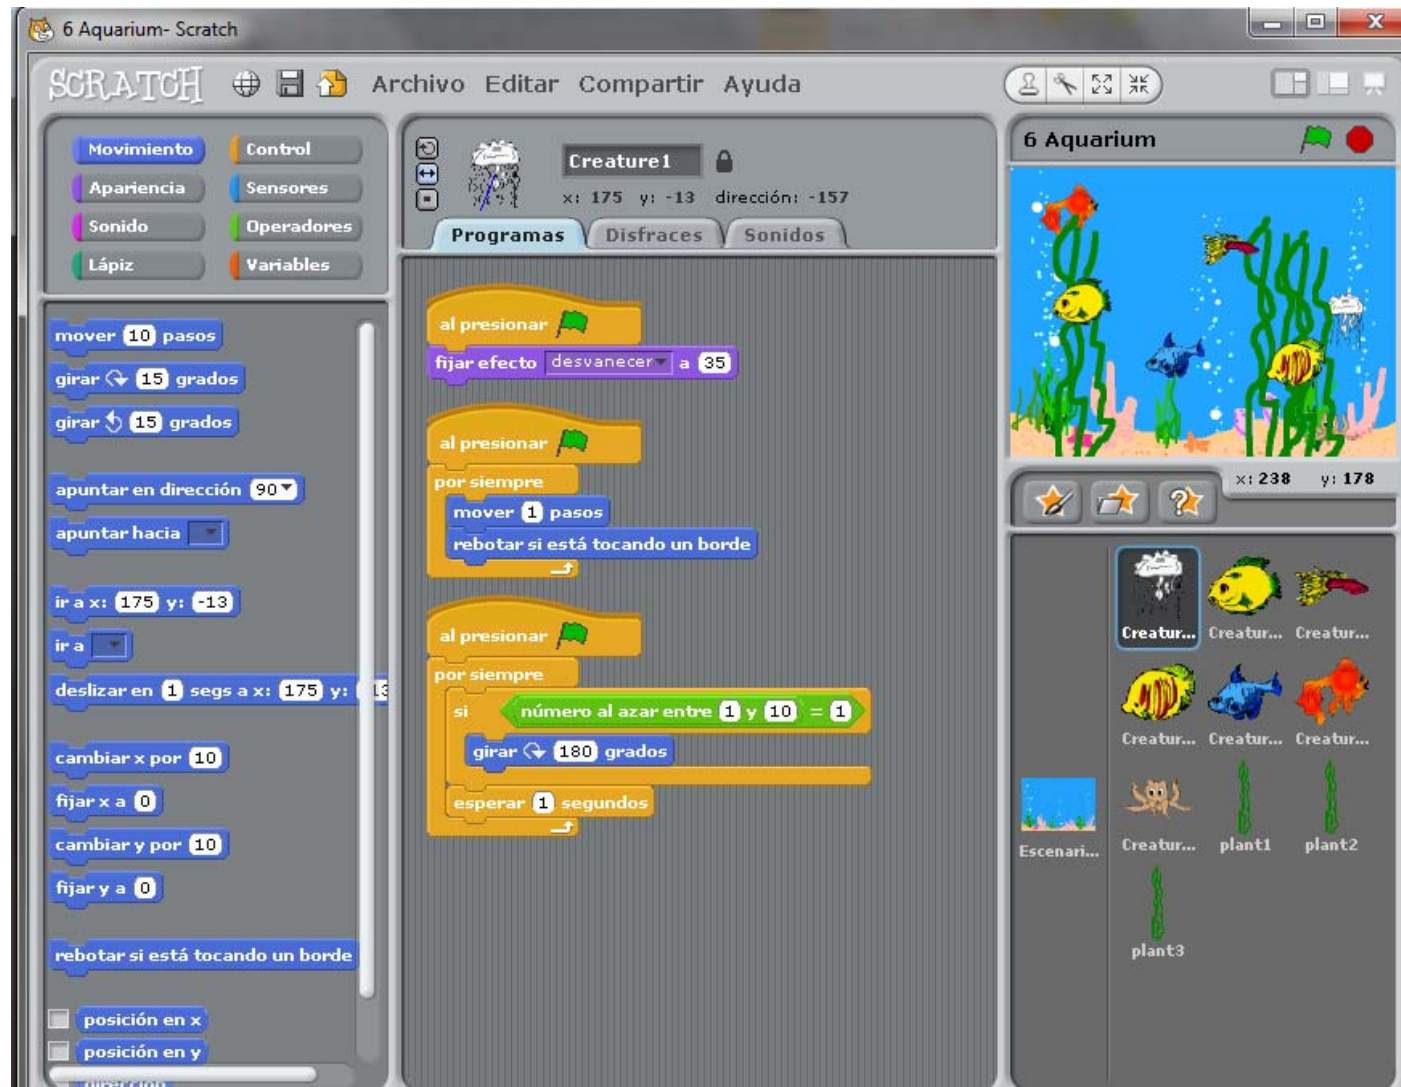 6 Aquarium- Scratch
SCRATCH Archivo Editar Compartir Ayuda
Movimiento Control
Apariencia Sensores
Sonido Operadores
Lápiz Variables
mover 10 pasos
girar 15 grados
girar 15 grados
apuntar en dirección 90
apuntar hacia
ir a x: 175 y: -13
ir a
deslizar en 1 segs a x: 175 y: -13
cambiar x por 10
fijar x a 0
cambiar y por 10
fijar y a 0
rebotar si está tocando un borde
posición en x
posición en y
dirección
Creature1
x: 175 y: -13 dirección: -157
Programas Disfraces Sonidos
al presionar
fijar efecto desvanecer a 35
al presionar
por siempre
mover 1 pasos
rebotar si está tocando un borde
al presionar
por siempre
si número al azar entre 1 y 10 = 1
girar 180 grados
esperar 1 segundos
6 Aquarium
x: 238 y: 178
Creatur... Creatur... Creatur...
Creatur... Creatur... Creatur...
Creatur... plant1 plant2
plant3
Escenari...